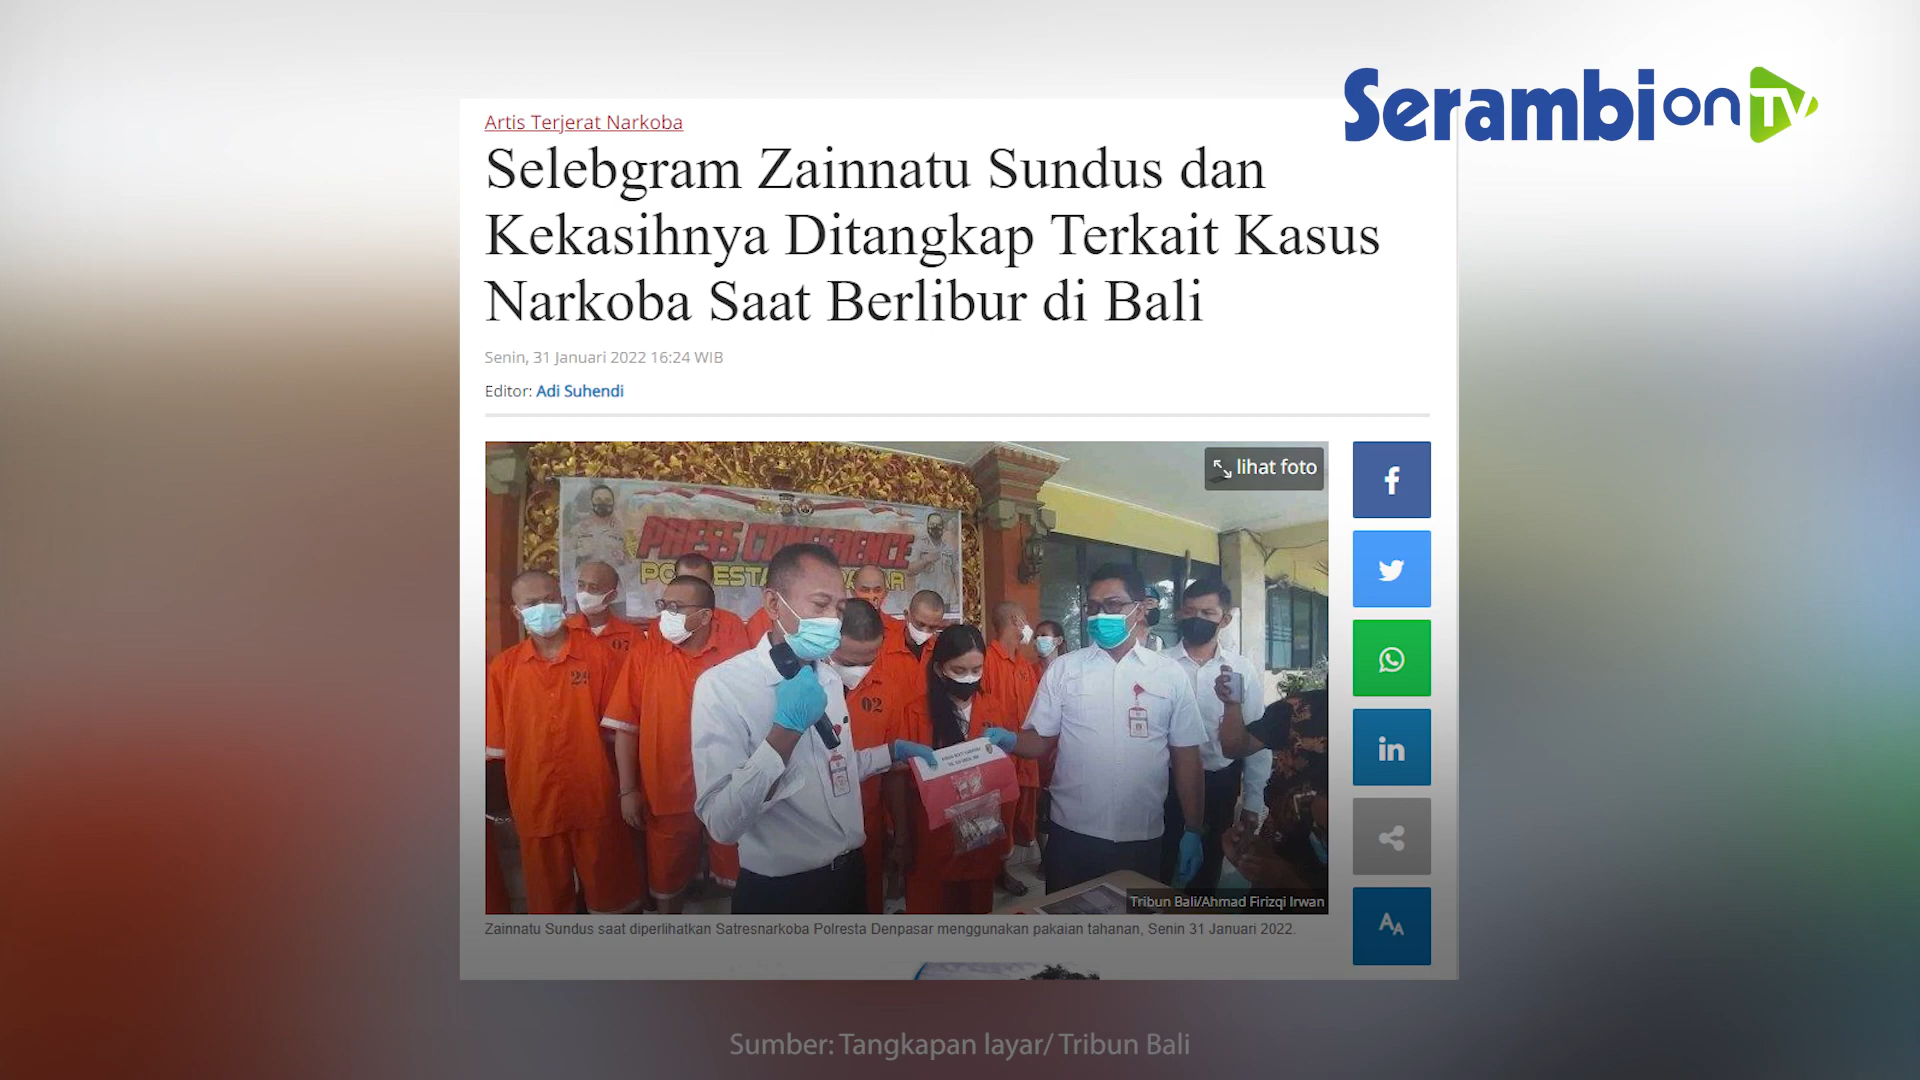 Serambi on TV
Artis Terjerat Narkoba
Selebgram Zainnatu Sundus dan
Kekasihnya Ditangkap Terkait Kasus
Narkoba Saat Berlibur di Bali
Senin, 31 Januari 2022 16:24 WIB
Editor: Adi Suhendi
lihat foto
PRESS CONFERENCE
07
02
Tribun Bali/Ahmad Firizqi Irwan
Zainnatu Sundus saat diperlihatkan Satresnarkoba Polresta Denpasar menggunakan pakaian tahanan, Senin 31 Januari 2022.
Sumber: Tangkapan layar/ Tribun Bali